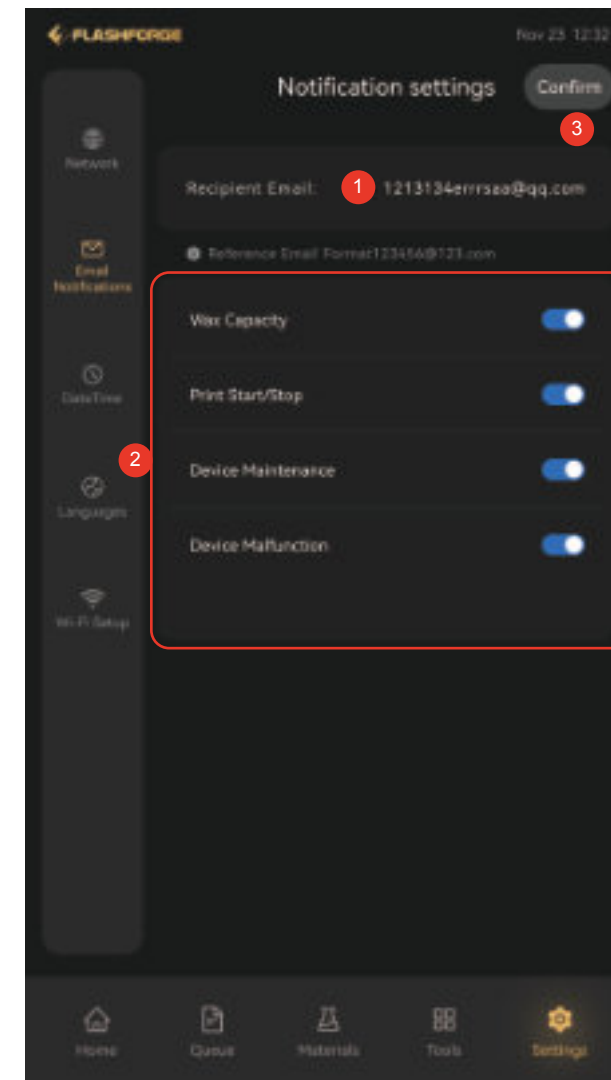 FLASHFORGE
Nov 23 12:32
Notification settings
Confirm
3
Network
Recipient Email:
1
1213134errrsaa@qq.com
Reference Email Format123456@123.com
Email
Notifications
Wax Capacity
DateTime
Print Start/Stop
2
Device Maintenance
Languages
Device Malfunction
Wi-Fi Setup
Home
Queue
Materials
Tools
Settings